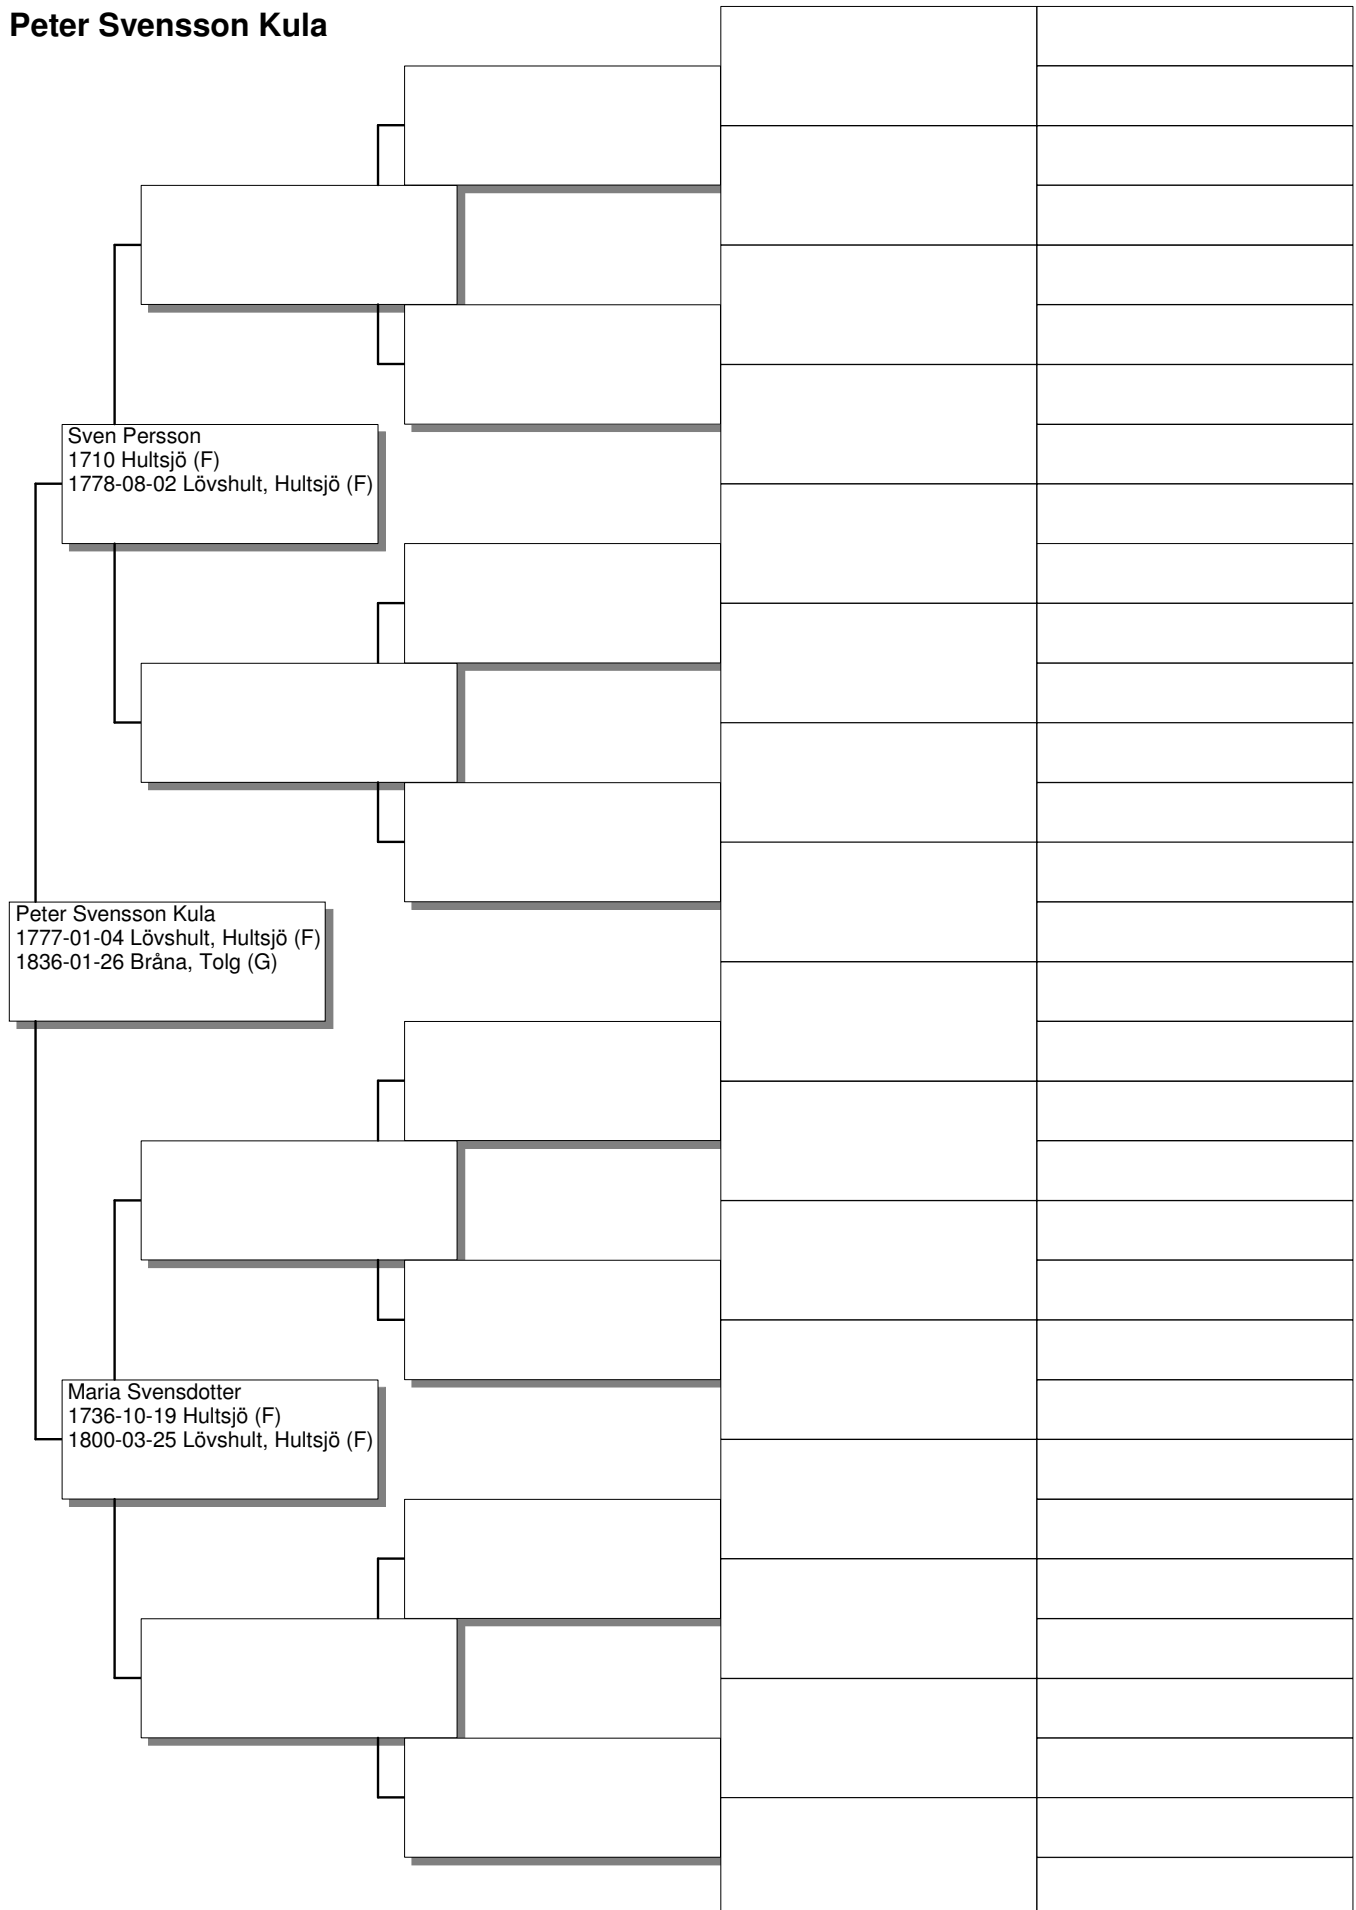 Peter Svensson Kula
Sven Persson
1710 Hultsjö (F)
1778-08-02 Lövshult, Hultsjö (F)
Peter Svensson Kula
1777-01-04 Lövshult, Hultsjö (F)
1836-01-26 Bråna, Tolg (G)
Maria Svensdotter
1736-10-19 Hultsjö (F)
1800-03-25 Lövshult, Hultsjö (F)